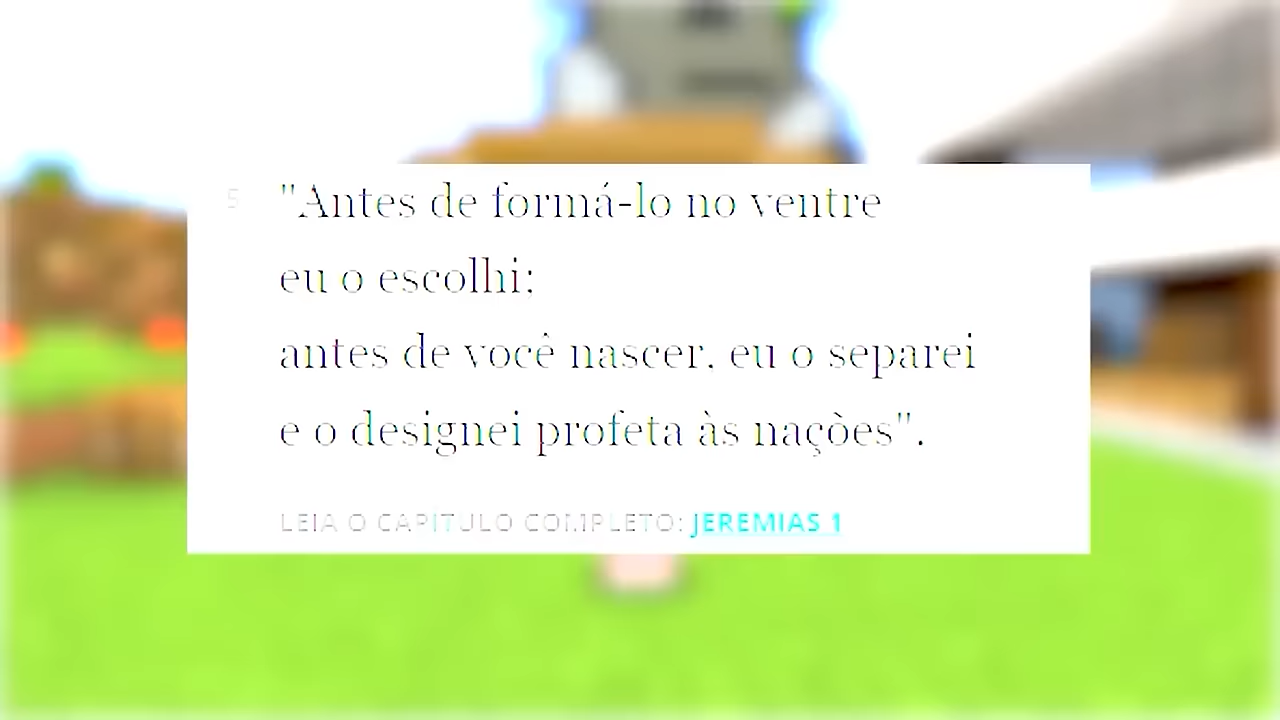 5 "Antes de formá-lo no ventre
eu o escolhi;
antes de você nascer, eu o separei
e o designei profeta às nações".
LEIA O CAPITULO COMPLETO: JEREMIAS 1